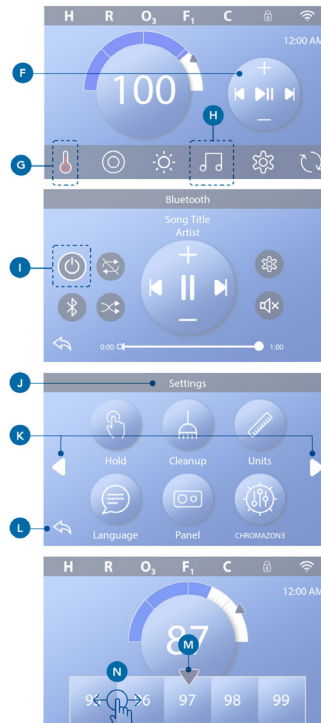 H R O₃ F₁ C
12:00 AM
F
100
H
G
Bluetooth
Song Title
Artist
I
0:00
1:00
J
Settings
K
Hold Cleanup Units
L
Language Panel CHROMAZON3
H R O₃ F₁ C
12:00 AM
87
M
N
97 98 99